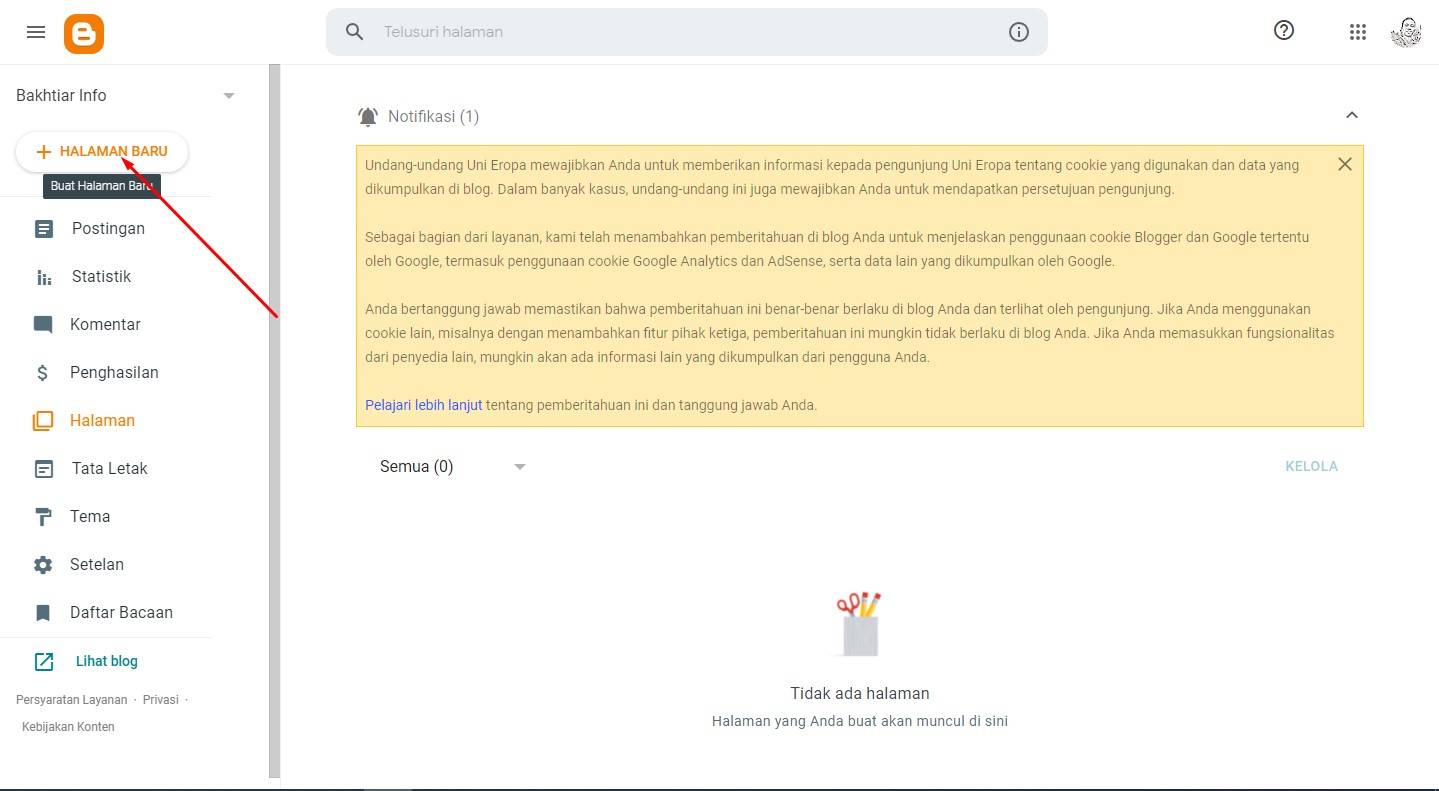 Telusuri halaman
Bakhtiar Info
HALAMAN BARU
Buat Halaman Baru
Postingan
Statistik
Komentar
Penghasilan
Halaman
Tata Letak
Tema
Setelan
Daftar Bacaan
Lihat blog
Persyaratan Layanan · Privasi ·
Kebijakan Konten
Notifikasi (1)
Undang-undang Uni Eropa mewajibkan Anda untuk memberikan informasi kepada pengunjung Uni Eropa tentang cookie yang digunakan dan data yang
dikumpulkan di blog. Dalam banyak kasus, undang-undang ini juga mewajibkan Anda untuk mendapatkan persetujuan pengunjung.
Sebagai bagian dari layanan, kami telah menambahkan pemberitahuan di blog Anda untuk menjelaskan penggunaan cookie Blogger dan Google tertentu
oleh Google, termasuk penggunaan cookie Google Analytics dan AdSense, serta data lain yang dikumpulkan oleh Google.
Anda bertanggung jawab memastikan bahwa pemberitahuan ini benar-benar berlaku di blog Anda dan terlihat oleh pengunjung. Jika Anda menggunakan
cookie lain, misalnya dengan menambahkan fitur pihak ketiga, pemberitahuan ini mungkin tidak berlaku di blog Anda. Jika Anda memasukkan fungsionalitas
dari penyedia lain, mungkin akan ada informasi lain yang dikumpulkan dari pengguna Anda.
Pelajari lebih lanjut tentang pemberitahuan ini dan tanggung jawab Anda.
Semua (0)
KELOLA
Tidak ada halaman
Halaman yang Anda buat akan muncul di sini